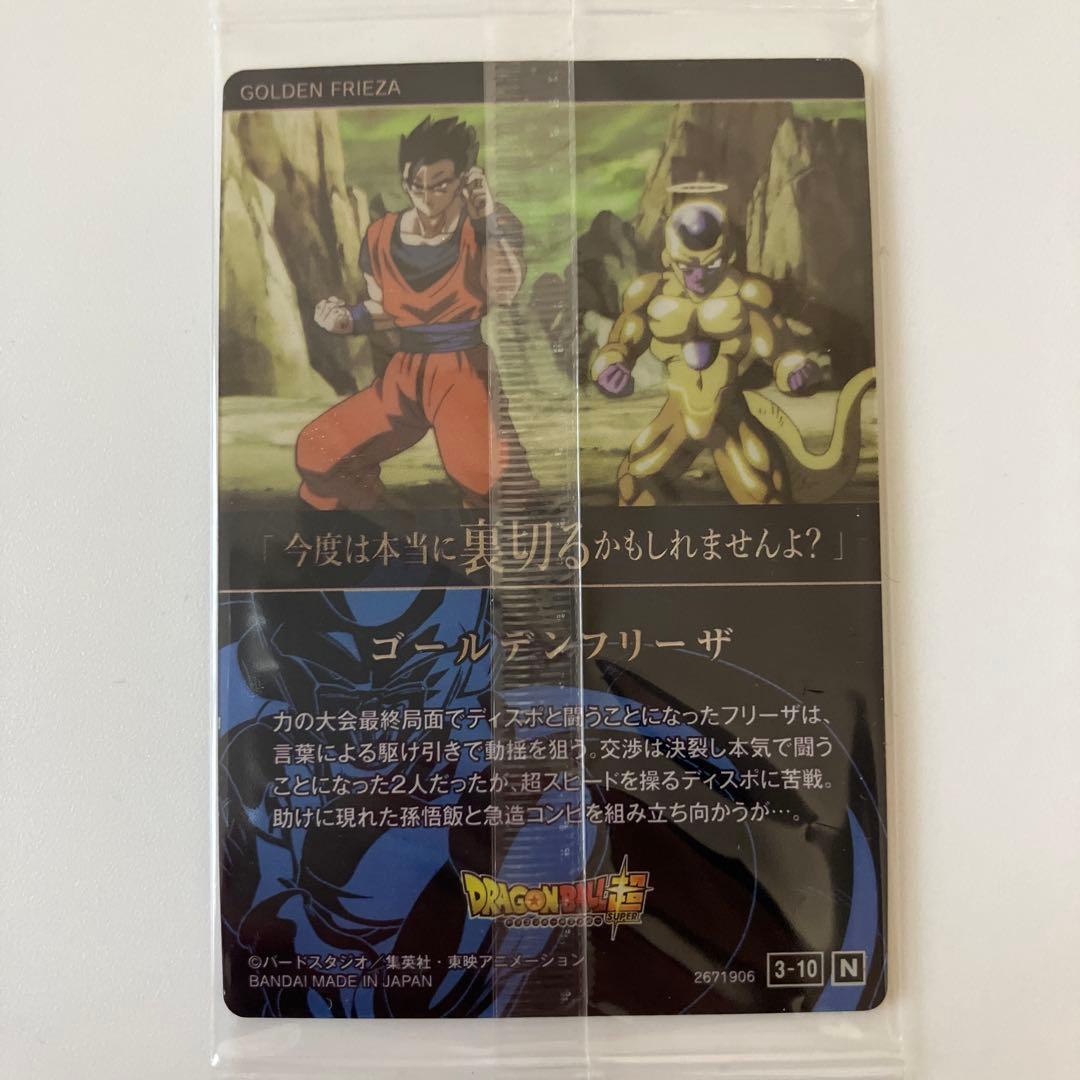 GOLDEN FRIEZA
「今度は本当に裏切るかもしれませんよ?」
ゴールデンフリーザ
力の大会最終局面でディスポと闘うことになったフリーザは、
言葉による駆け引きで動揺を狙う。交渉は決裂し本気で闘う
ことになった2人だったが、超スピードを操るディスポに苦戦。
助けに現れた孫悟飯と急造コンビを組み立ち向かうが…。
DRAGON BALL超
SUPER
©バードスタジオ/集英社・東映アニメーション
BANDAI MADE IN JAPAN
2671906 3-10 N